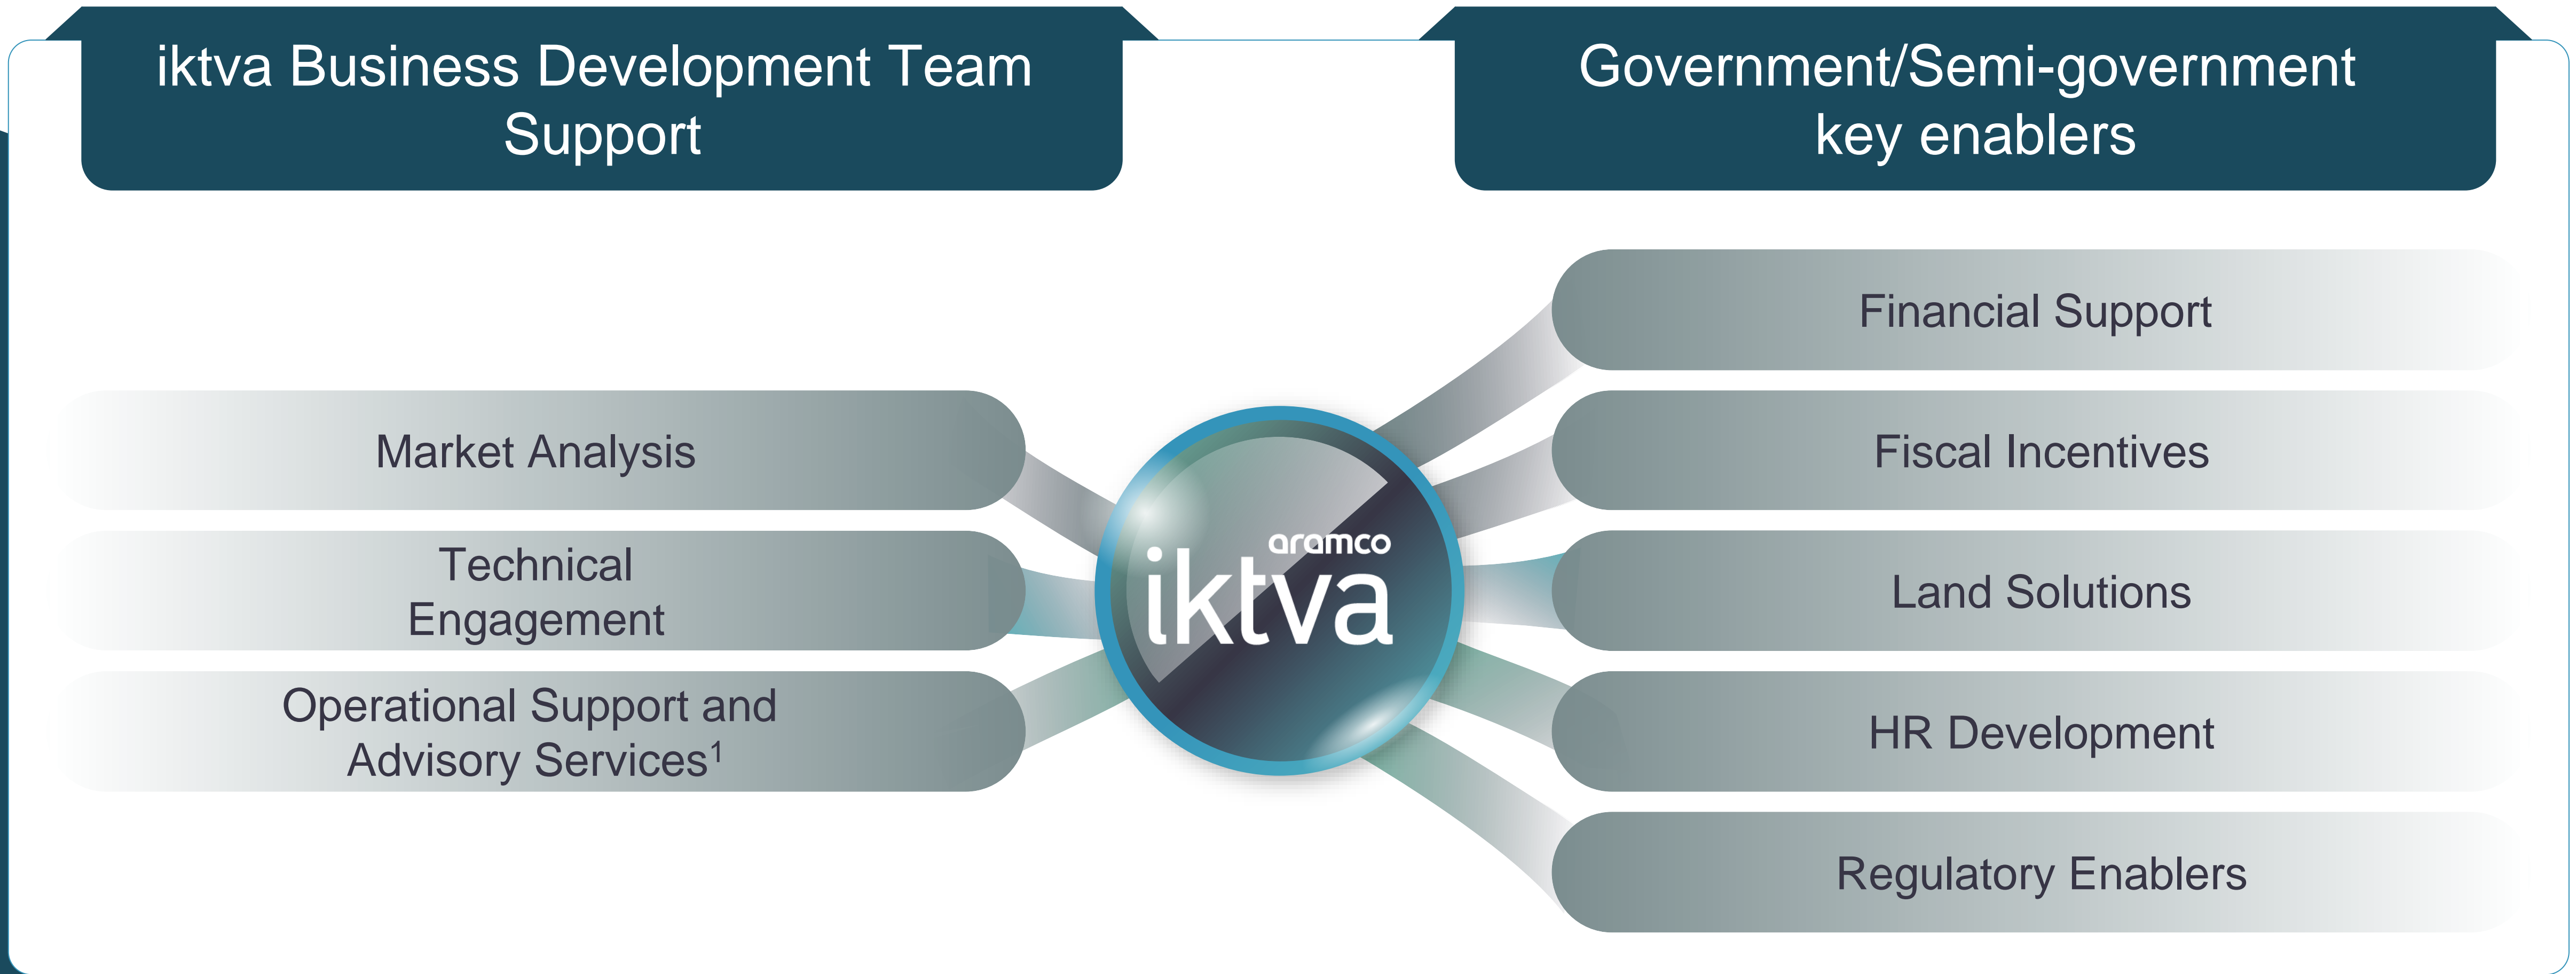 iktva Business Development Team
Support
Government/Semi-government
key enablers
Market Analysis
Technical
Engagement
Operational Support and
Advisory Services¹
aramco
iktva
Financial Support
Fiscal Incentives
Land Solutions
HR Development
Regulatory Enablers